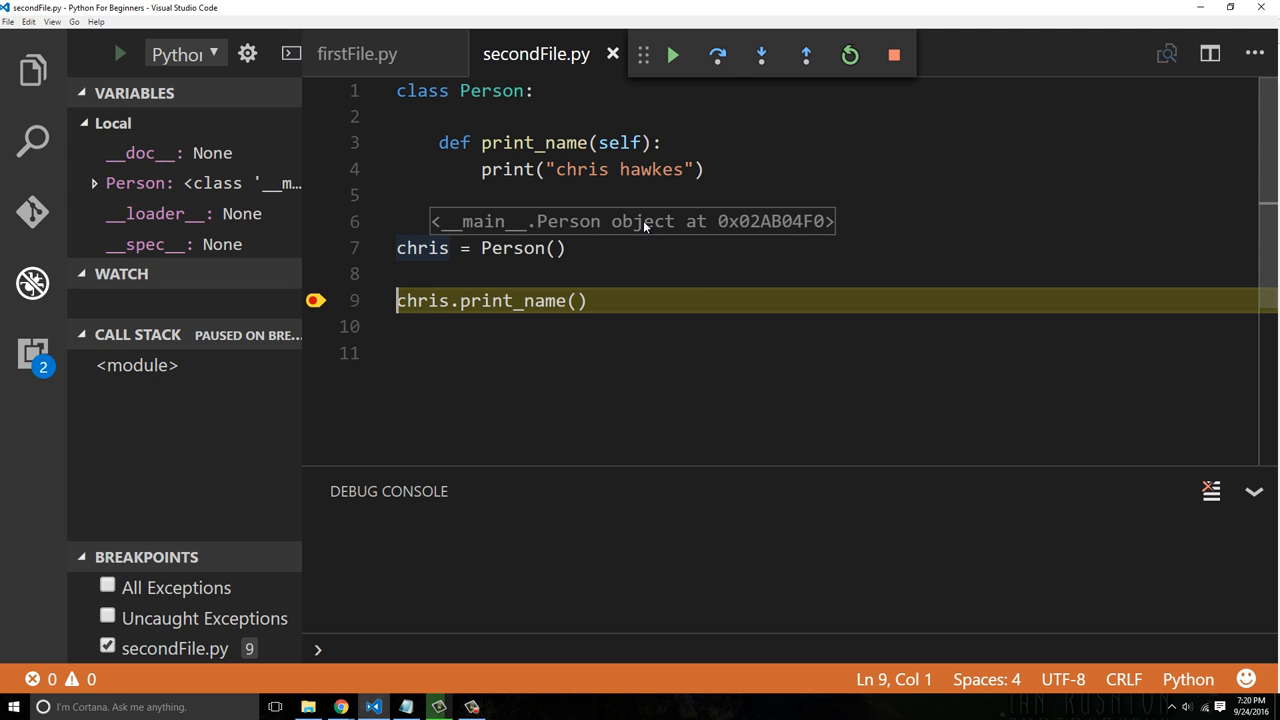 secondFile.py - Python For Beginners - Visual Studio Code
File Edit View Go Help
Python
firstFile.py
secondFile.py
VARIABLES
Local
__doc__: None
Person: <class '__m...
__loader__: None
__spec__: None
WATCH
CALL STACK PAUSED ON BRE...
<module>
BREAKPOINTS
All Exceptions
Uncaught Exceptions
secondFile.py 9
2
1 class Person:
2
3 def print_name(self):
4 print("chris hawkes")
5
6 <__main__.Person object at 0x02AB04F0>
7 chris = Person()
8
9 chris.print_name()
10
11
DEBUG CONSOLE
0 0
Ln 9, Col 1 Spaces: 4 UTF-8 CRLF Python
I'm Cortana. Ask me anything.
7:20 PM
9/24/2016